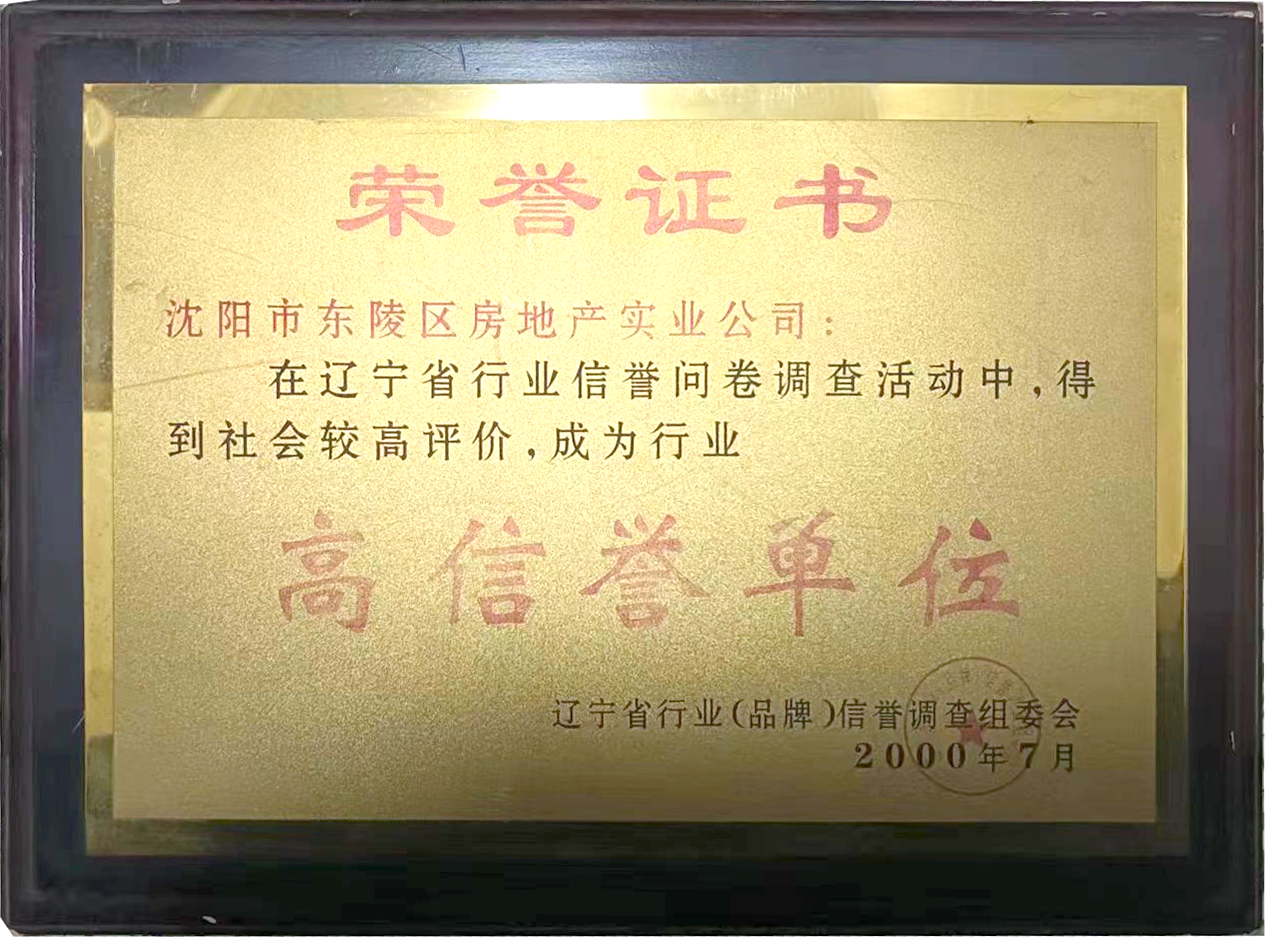 荣誉证书
沈阳市东陵区房地产实业公司:
在辽宁省行业信誉问卷调查活动中,得
到社会较高评价,成为行业
高信誉单位
辽宁省行业(品牌)信誉调查组委会
2000年7月